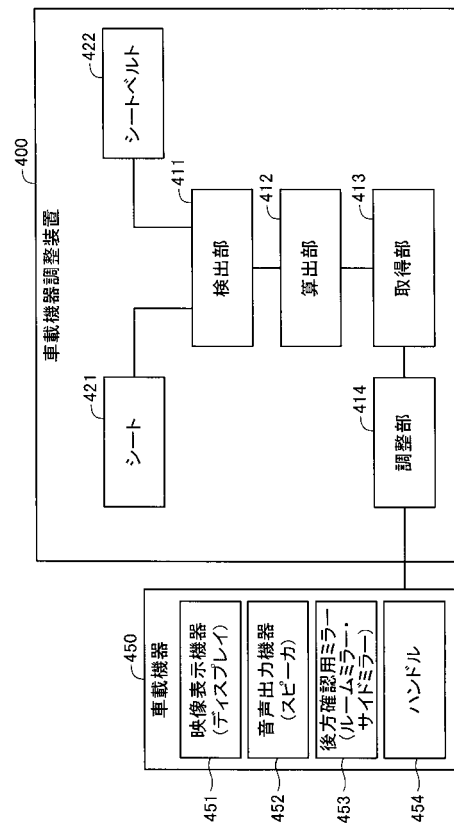 400
車載機器調整装置
421
シート
422
シートベルト
411
検出部
412
算出部
413
取得部
414
調整部
450
車載機器
映像表示機器
(ディスプレイ)
451
音声出力機器
(スピーカ)
452
後方確認用ミラー
(ルームミラー・
サイドミラー)
453
ハンドル
454